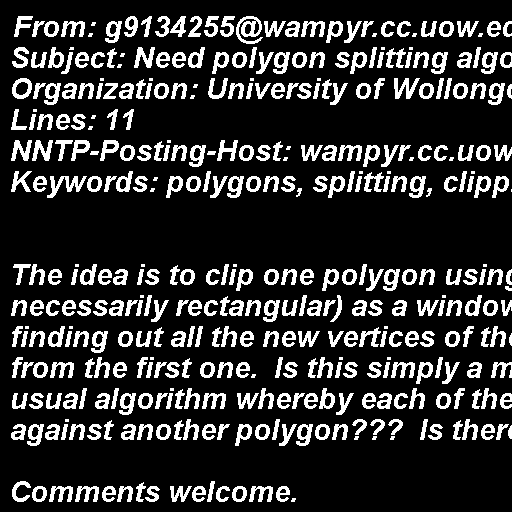 From: g9134255@wampyr.cc.uow.ed
Subject: Need polygon splitting algo
Organization: University of Wollongo
Lines: 11
NNTP-Posting-Host: wampyr.cc.uow
Keywords: polygons, splitting, clipp
The idea is to clip one polygon using
necessarily rectangular) as a window
finding out all the new vertices of the
from the first one.  Is this simply a m
usual algorithm whereby each of the
against another polygon???  Is there
Comments welcome.